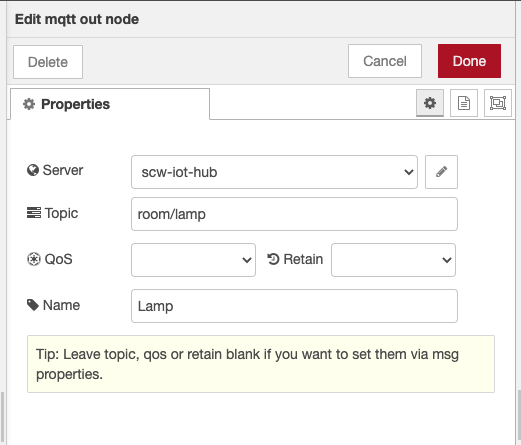 Edit mqtt out node
Delete
Cancel
Done
Properties
Server
scw-iot-hub
Topic
room/lamp
QoS
Retain
Name
Lamp
Tip: Leave topic, qos or retain blank if you want to set them via msg
properties.